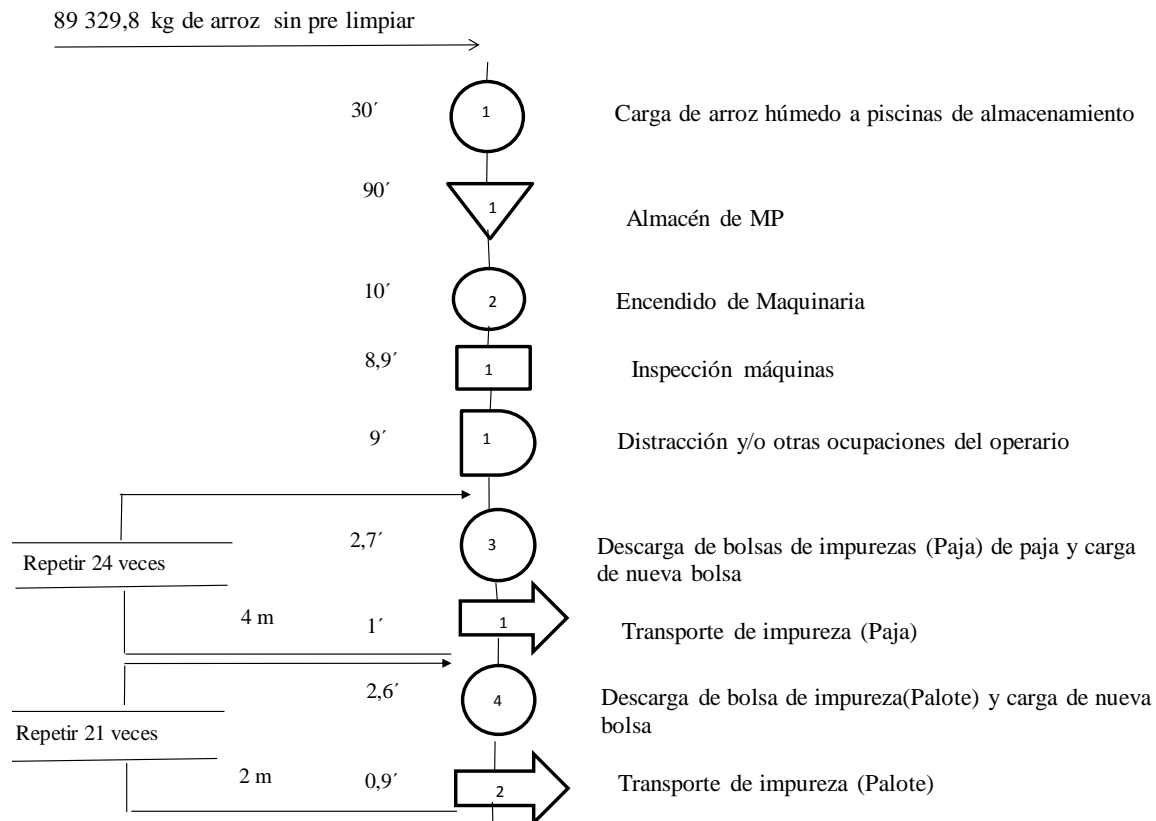 89 329,8 kg de arroz sin pre limpiar
30´
1
Carga de arroz húmedo a piscinas de almacenamiento
90´
1
Almacén de MP
10´
2
Encendido de Maquinaria
8,9´
1
Inspección máquinas
9´
1
Distracción y/o otras ocupaciones del operario
Repetir 24 veces
2,7´
3
Descarga de bolsas de impurezas (Paja) de paja y carga
de nueva bolsa
4 m
1´
1
Transporte de impureza (Paja)
Repetir 21 veces
2,6´
4
Descarga de bolsa de impureza(Palote) y carga de nueva
bolsa
2 m
0,9´
2
Transporte de impureza (Palote)